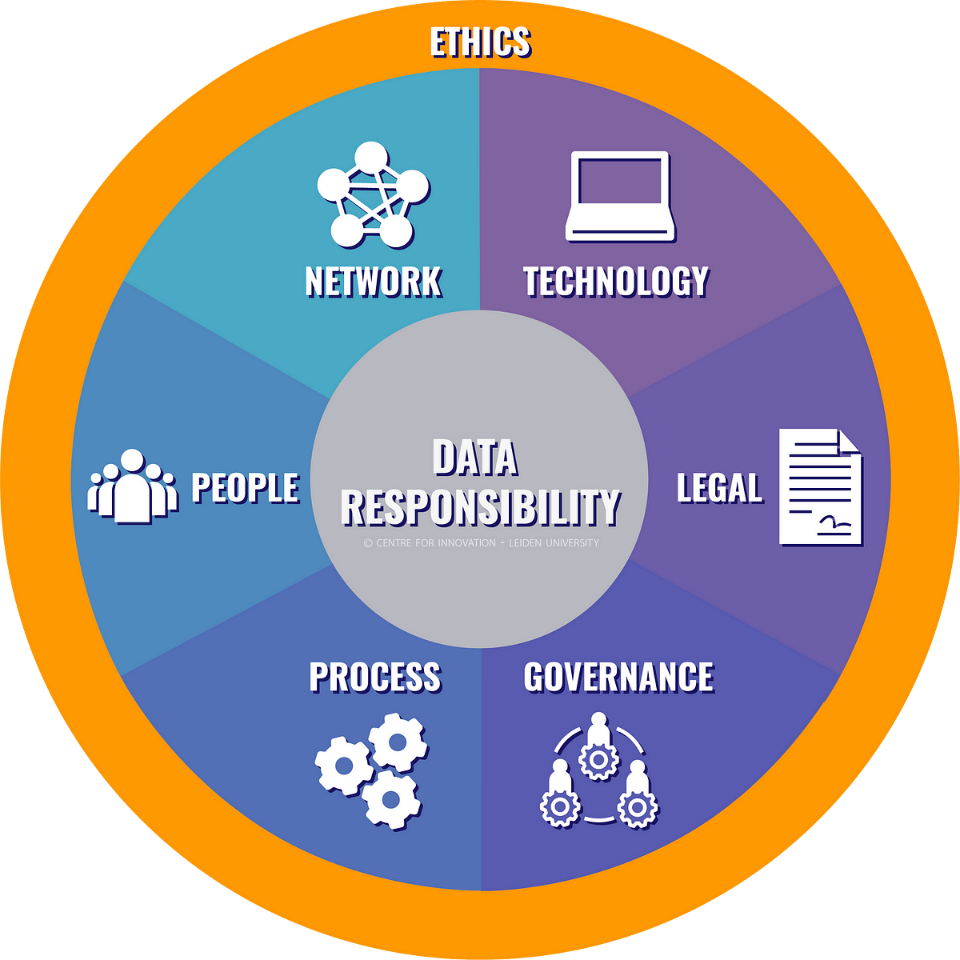 ETHICS
NETWORK
TECHNOLOGY
PEOPLE
DATA
RESPONSIBILITY
© CENTRE FOR INNOVATION - LEIDEN UNIVERSITY
LEGAL
PROCESS
GOVERNANCE